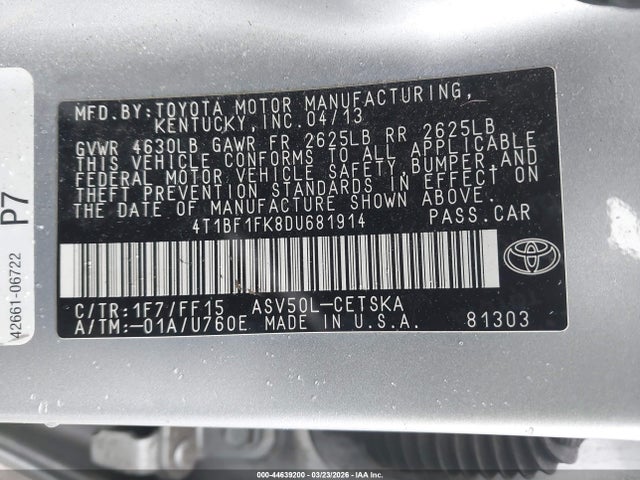 MFD.BY:TOYOTA MOTOR MANUFACTURING,
KENTUCKY,INC.04/13
GVWR 4630LB GAWR FR 2625LB RR 2625LB
THIS VEHICLE CONFORMS TO ALL APPLICABLE
FEDERAL MOTOR VEHICLE SAFETY,BUMPER,AND
THEFT PREVENTION STANDARDS IN EFFECT ON
THE DATE OF MANUFACTURE SHOWN ABOVE.
4T1BF1FK8DU681914 PASS.CAR
C/TR:1F7/FF15 ASV50L-CETSKA
A/TM:-01A/U760E MADE IN U.S.A. 81303
42661-06722
P7
000-44639200 — 03/23/2026 — IAA Inc.